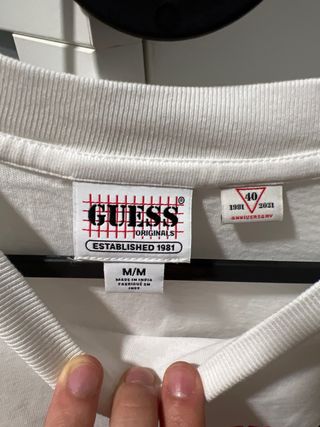 GUESS®
ORIGINALS
ESTABLISHED 1981
M/M
MADE IN INDIA
FABRIQUÉ EN
INDE
40
1981 2021
ANNIVERSARY